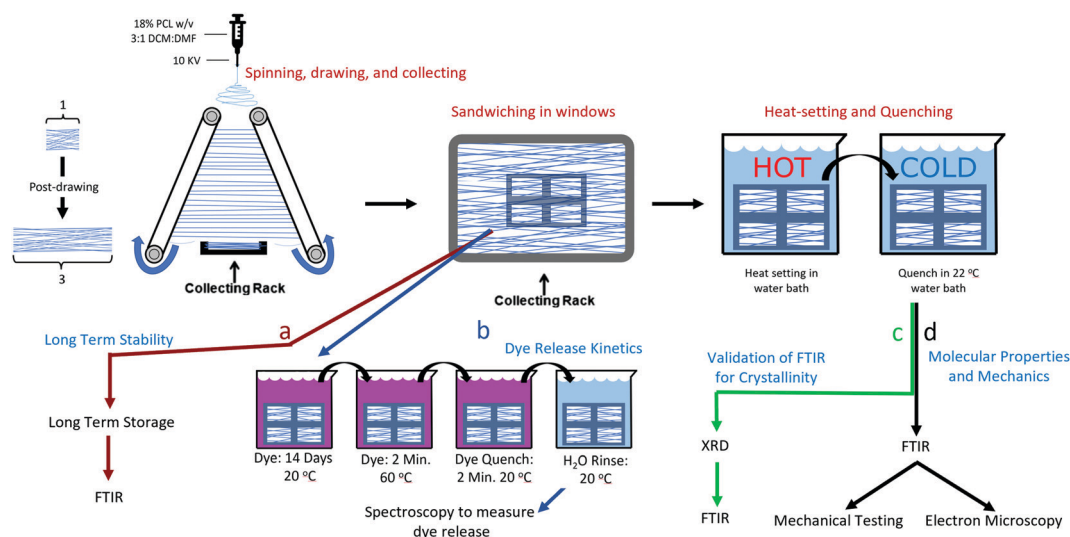 18% PCL w/v
3:1 DCM:DMF
10 KV
Spinning, drawing, and collecting
1
Post-drawing
3
Collecting Rack
Sandwiching in windows
Collecting Rack
Heat-setting and Quenching
HOT
COLD
Heat setting in
water bath
Quench in 22 °C
water bath
a
Long Term Stability
Long Term Storage
FTIR
b
Dye Release Kinetics
Dye: 14 Days
20 °C
Dye: 2 Min.
60 °C
Dye Quench:
2 Min. 20 °C
H₂O Rinse:
20 °C
Spectroscopy to measure
dye release
c
d
Validation of FTIR
for Crystallinity
XRD
FTIR
Molecular Properties
and Mechanics
FTIR
Mechanical Testing
Electron Microscopy